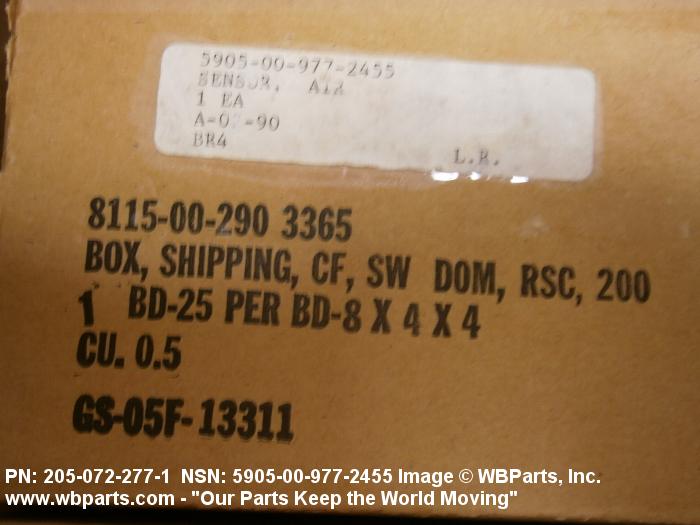 5905-00-977-2455
SENSOR, AIR
1 EA
A-0 -90
BR4
L.R.
8115-00-290 3365
BOX, SHIPPING, CF, SW DOM, RSC, 200
1 BD-25 PER BD-8 X 4 X 4
CU. 0.5
GS-05F-13311
PN: 205-072-277-1 NSN: 5905-00-977-2455 Image © WBParts, Inc.
www.wbparts.com - "Our Parts Keep the World Moving"